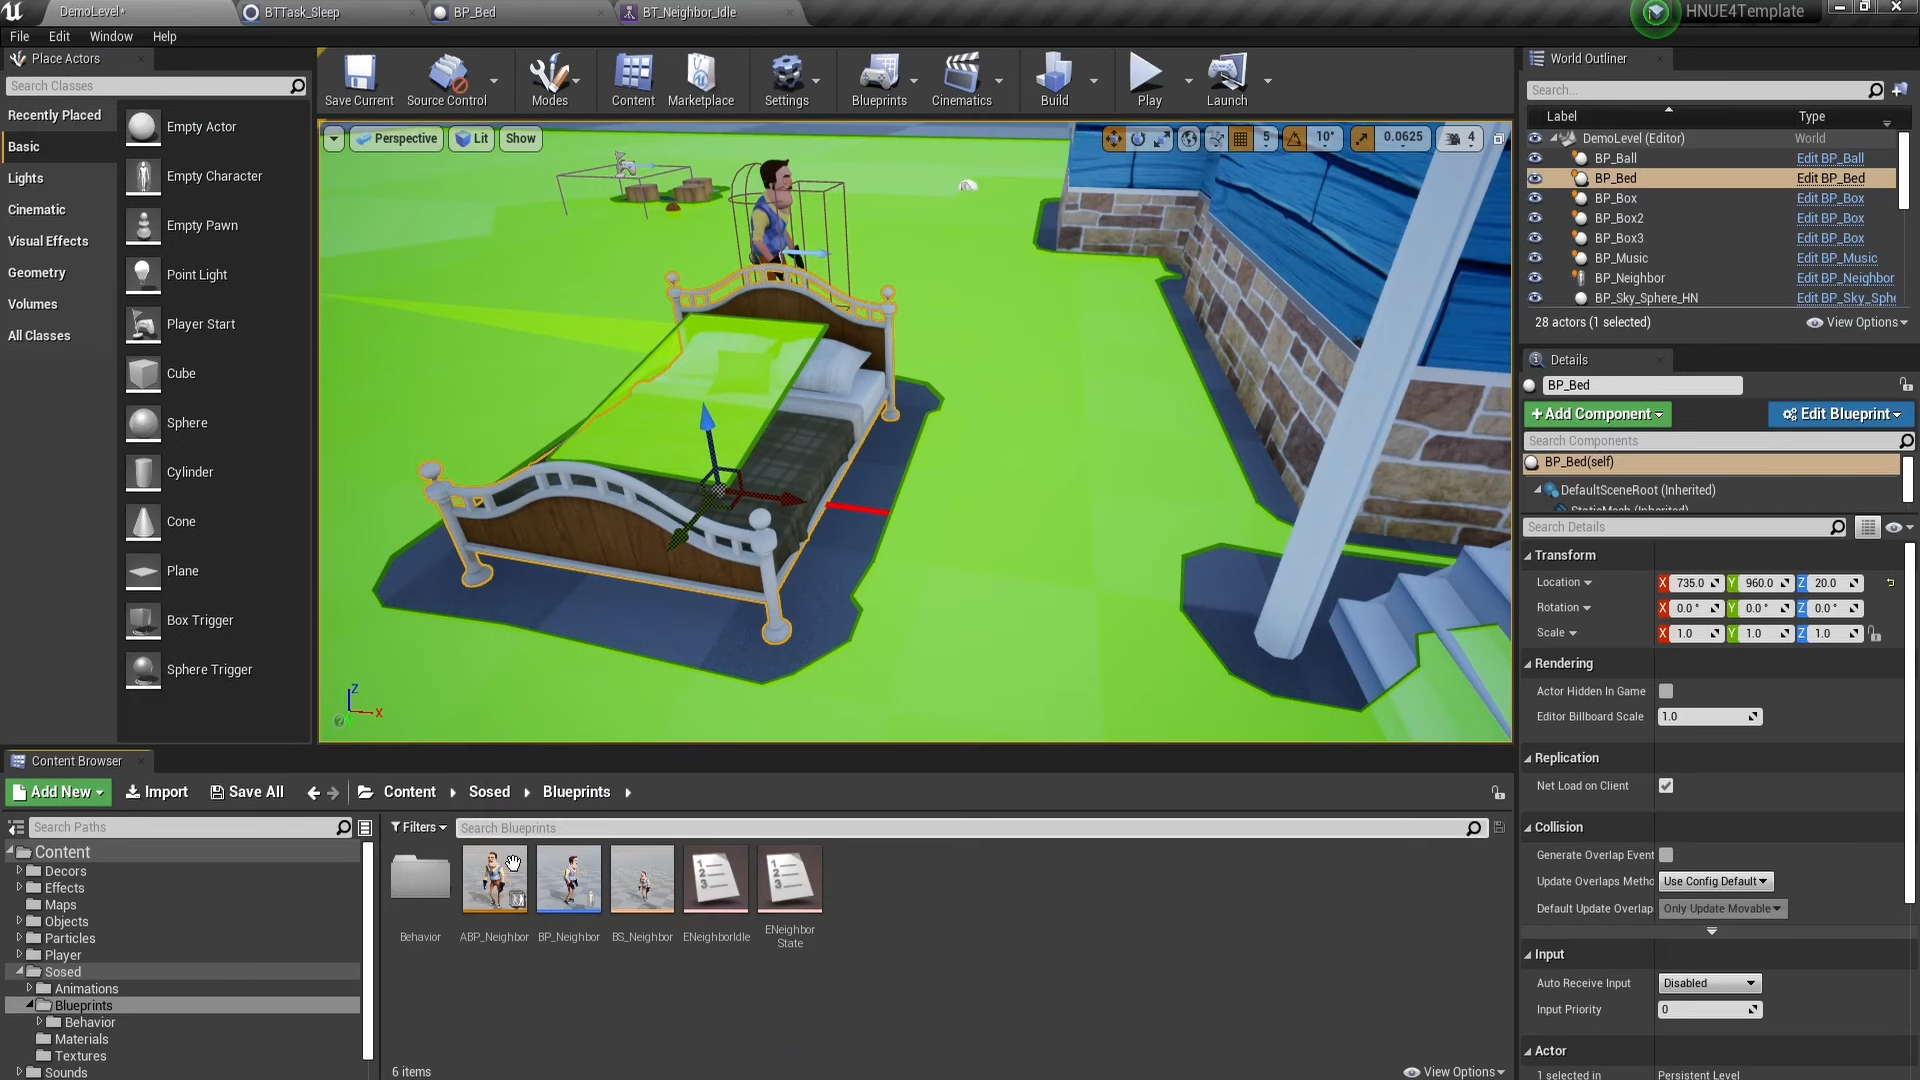 DemoLevel*
BTTask_Sleep
BP_Bed
BT_Neighbor_Idle
HNUE4Template
File
Edit
Window
Help
Place Actors
Search Classes
Recently Placed
Basic
Lights
Cinematic
Visual Effects
Geometry
Volumes
All Classes
Empty Actor
Empty Character
Empty Pawn
Point Light
Player Start
Cube
Sphere
Cylinder
Cone
Plane
Box Trigger
Sphere Trigger
Save Current
Source Control
Modes
Content
Marketplace
Settings
Blueprints
Cinematics
Build
Play
Launch
Perspective
Lit
Show
5
10°
0.0625
4
Z
X
World Outliner
Search...
Label
Type
DemoLevel (Editor)
World
BP_Ball
Edit BP_Ball
BP_Bed
Edit BP_Bed
BP_Box
Edit BP_Box
BP_Box2
Edit BP_Box
BP_Box3
Edit BP_Box
BP_Music
Edit BP_Music
BP_Neighbor
Edit BP_Neighbor
BP_Sky_Sphere_HN
Edit BP_Sky_Sphe
28 actors (1 selected)
View Options
Details
BP_Bed
+Add Component
Edit Blueprint
Search Components
BP_Bed(self)
DefaultSceneRoot (Inherited)
StaticMesh (Inherited)
Search Details
Transform
Location
X 735.0 Y 960.0 Z 20.0
Rotation
X 0.0 ° Y 0.0 ° Z 0.0 °
Scale
X 1.0 Y 1.0 Z 1.0
Rendering
Actor Hidden In Game
Editor Billboard Scale
1.0
Replication
Net Load on Client
Collision
Generate Overlap Event
Update Overlaps Metho
Use Config Default
Default Update Overlap
Only Update Movable
Input
Auto Receive Input
Disabled
Input Priority
0
Actor
1 selected in
Persistent Level
Content Browser
Add New
Import
Save All
Content
Sosed
Blueprints
Search Paths
Filters
Search Blueprints
Content
Decors
Effects
Maps
Objects
Particles
Player
Sosed
Animations
Blueprints
Behavior
Materials
Textures
Sounds
Behavior
ABP_Neighbor
BP_Neighbor
BS_Neighbor
ENeighborIdle
ENeighbor
State
6 items
View Options